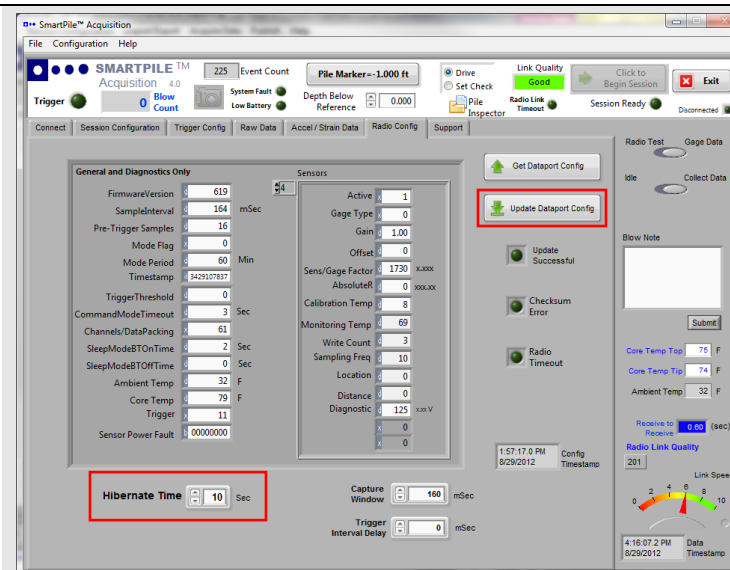 SmartPile™ Acquisition
File Configuration Help
SMARTPILE TM
Acquisition 4.0
225 Event Count
Pile Marker=-1.000 ft
Drive
Set Check
Link Quality
Good
Click to
Begin Session
Exit
Trigger
0 Blow Count
System Fault
Low Battery
Depth Below
Reference
0.000
Pile
Inspector
Radio Link
Timeout
Session Ready
Disconnected
Connect Session Configuration Trigger Config Raw Data Accel / Strain Data Radio Config Support
Radio Test Gage Data
Idle Collect Data
General and Diagnostics Only
FirmwareVersion 619
SampleInterval 164 mSec
Pre-Trigger Samples 16
Mode Flag x 0
Mode Period 60 Min
Timestamp 3429107837
TriggerThreshold 0
CommandModeTimeout 3 Sec
Channels/DataPacking x 61
SleepModeBTOnTime 2 Sec
SleepModeBTOffTime 0 Sec
Ambient Temp 32 F
Core Temp 79 F
Trigger x 11
Sensor Power Fault 00000000
4
Sensors
Active x 1
Gage Type x 0
Gain 1.00
Offset 0
Sens/Gage Factor 1730 x.xxx
AbsoluteR 0 xxx.xx
Calibration Temp 8
Monitoring Temp 69
Write Count 3
Sampling Freq 10
Location 0
Distance 0
Diagnostic 125 x.xx V
x 0
x 0
Get Dataport Config
Update Dataport Config
Update
Successful
Checksum
Error
Radio
Timeout
1:57:17.0 PM
8/29/2012
Config
Timestamp
Hibernate Time 10 Sec
Capture
Window
160 mSec
Trigger
Interval Delay
0 mSec
Blow Note
Submit
Core Temp Top 75 F
Core Temp Tip 74 F
Ambient Temp 32 F
Receive to
Receive
0.60 (sec)
Radio Link Quality
201
Link Spee
0 2 4 6 8 10
4:16:07.2 PM
8/29/2012
Data
Timestamp